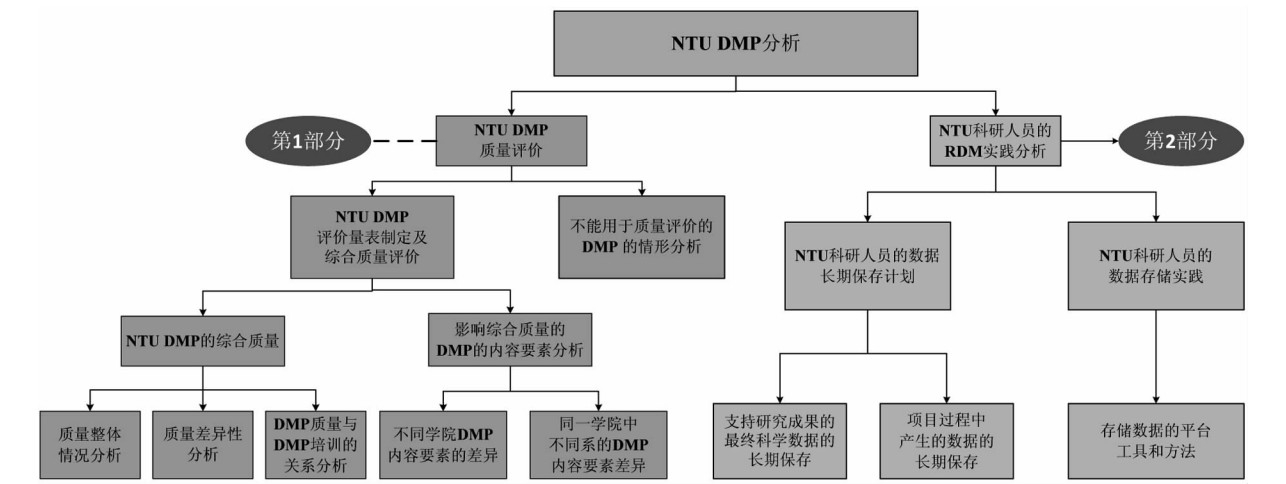 NTU DMP分析
第1部分
NTU DMP
质量评价
NTU科研人员的
RDM实践分析
第2部分
NTU DMP
评价量表制定及
综合质量评价
不能用于质量评价的
DMP 的情形分析
NTU科研人员的数据
长期保存计划
NTU科研人员的
数据存储实践
NTU DMP的综合质量
影响综合质量的
DMP的内容要素分析
质量整体
情况分析
质量差异性
分析
DMP质量与
DMP培训的
关系分析
不同学院DMP
内容要素的差异
同一学院中
不同系的DMP
内容要素差异
支持研究成果的
最终科学数据的
长期保存
项目过程中
产生的数据的
长期保存
存储数据的平台
工具和方法